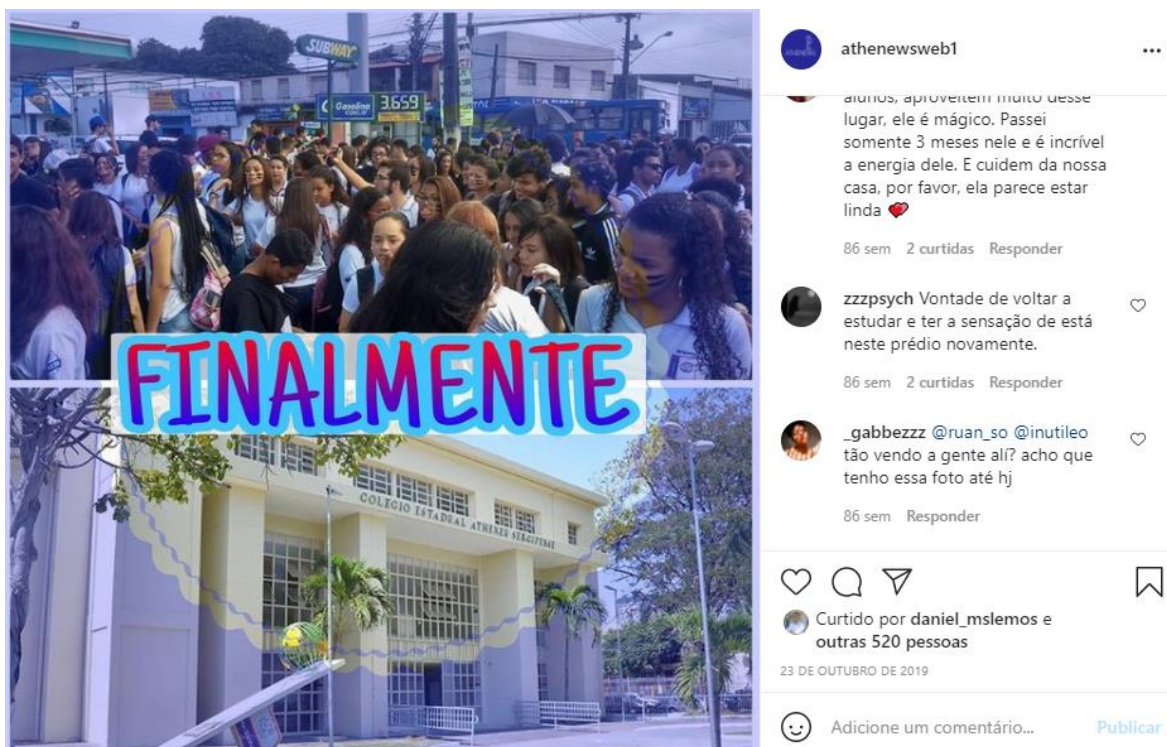 SUBWAY
Gasolina
3.659
FINALMENTE
COLEGIO ESTADUAL ATHENEU SERGIPENSE
athenewsweb1
alunos, aproveitem muito desse
lugar, ele é mágico. Passei
somente 3 meses nele e é incrível
a energia dele. E cuidem da nossa
casa, por favor, ela parece estar
linda 💕
86 sem 2 curtidas Responder
zzzpsych Vontade de voltar a
estudar e ter a sensação de está
neste prédio novamente.
86 sem 2 curtidas Responder
_gabbezzz @ruan_so @inutileo
tão vendo a gente alí? acho que
tenho essa foto até hj
86 sem Responder
Curtido por daniel_mslemos e
outras 520 pessoas
23 DE OUTUBRO DE 2019
Adicione um comentário... Publicar